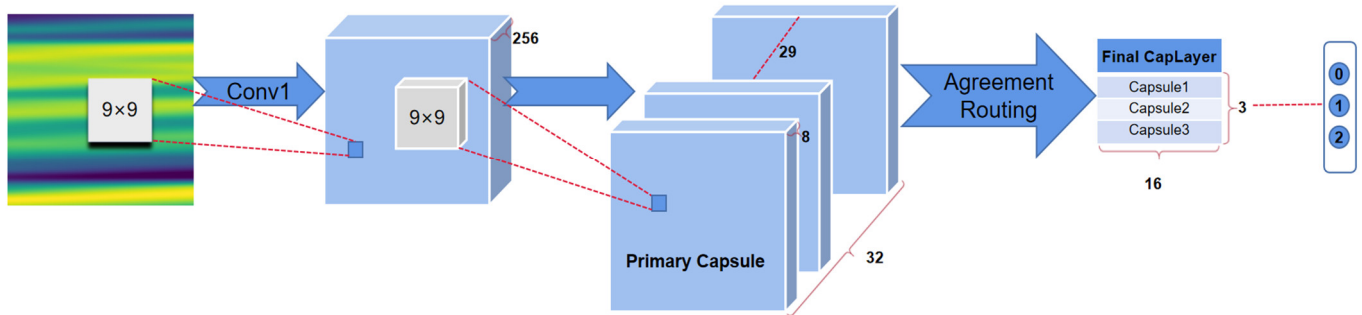 9×9
Conv1
256
9×9
29
8
Primary Capsule
32
Agreement
Routing
Final CapLayer
Capsule1
Capsule2
Capsule3
3
16
0
1
2